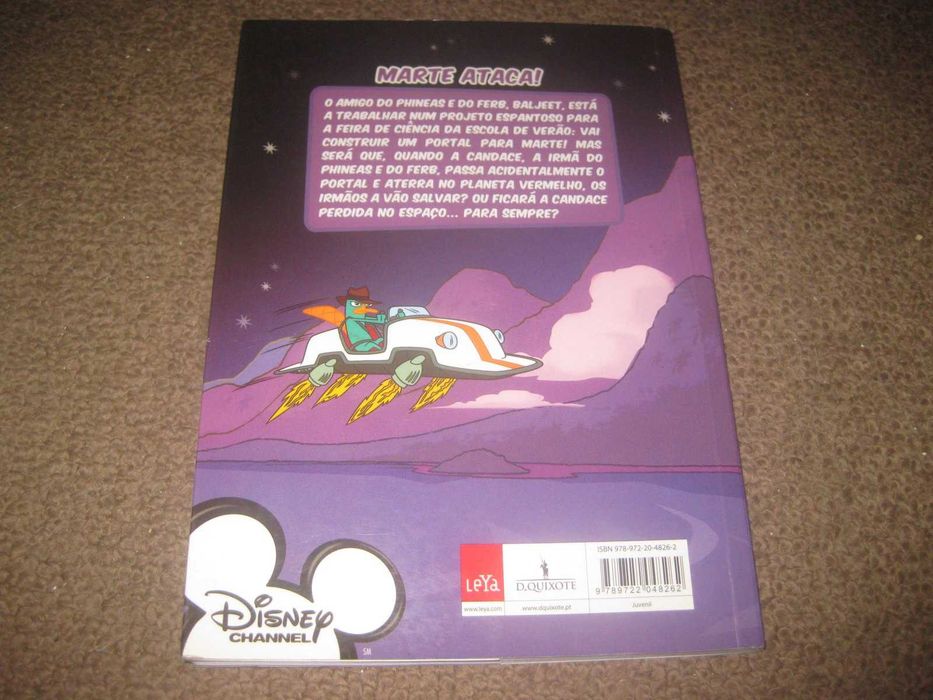 MARTE ATACA!
O AMIGO DO PHINEAS E DO FERB, BALJEET, ESTÁ
A TRABALHAR NUM PROJETO ESPANTOSO PARA
A FEIRA DE CIÊNCIA DA ESCOLA DE VERÃO: VAI
CONSTRUIR UM PORTAL PARA MARTE! MAS
SERÁ QUE, QUANDO A CANDACE, A IRMÃ DO
PHINEAS E DO FERB, PASSA ACIDENTALMENTE O
PORTAL E ATERRA NO PLANETA VERMELHO, OS
IRMÃOS A VÃO SALVAR? OU FICARÁ A CANDACE
PERDIDA NO ESPAÇO... PARA SEMPRE?
DISNEY
CHANNEL
SM
LEYA
www.leya.com
D.QUIXOTE
www.dquixote.pt
ISBN 978-972-20-4826-2
9 789722 048262
Juvenil